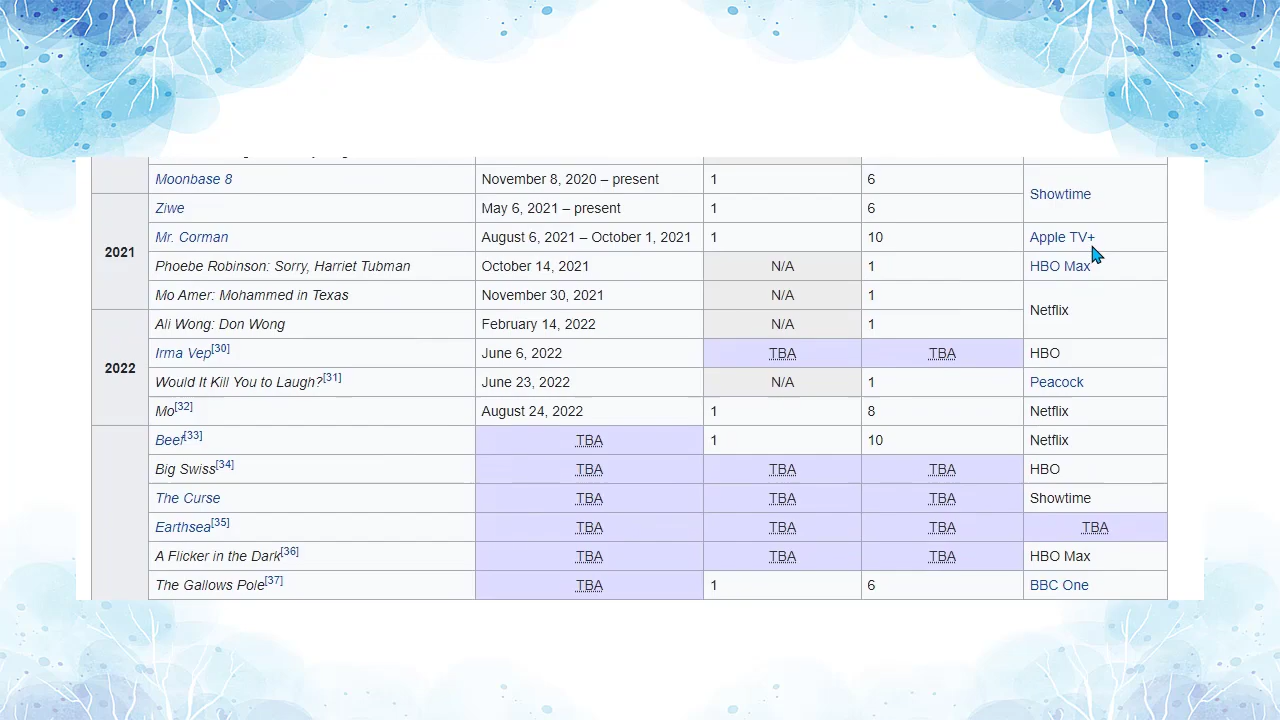 Moonbase 8 November 8, 2020 – present 1 6 Showtime
2021
Ziwe May 6, 2021 – present 1 6
Mr. Corman August 6, 2021 – October 1, 2021 1 10 Apple TV+
Phoebe Robinson: Sorry, Harriet Tubman October 14, 2021 N/A 1 HBO Max
Mo Amer: Mohammed in Texas November 30, 2021 N/A 1 Netflix
2022
Ali Wong: Don Wong February 14, 2022 N/A 1
Irma Vep[30] June 6, 2022 TBA TBA HBO
Would It Kill You to Laugh?[31] June 23, 2022 N/A 1 Peacock
Mo[32] August 24, 2022 1 8 Netflix
Beef[33] TBA 1 10 Netflix
Big Swiss[34] TBA TBA TBA HBO
The Curse TBA TBA TBA Showtime
Earthsea[35] TBA TBA TBA TBA
A Flicker in the Dark[36] TBA TBA TBA HBO Max
The Gallows Pole[37] TBA 1 6 BBC One